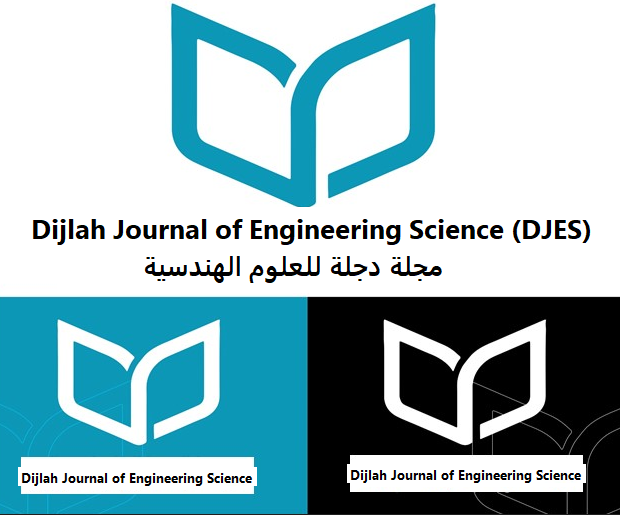 Dijlah Journal of Engineering Science (DJES)
مجلة دجلة للعلوم الهندسية
Dijlah Journal of Engineering Science
Dijlah Journal of Engineering Science